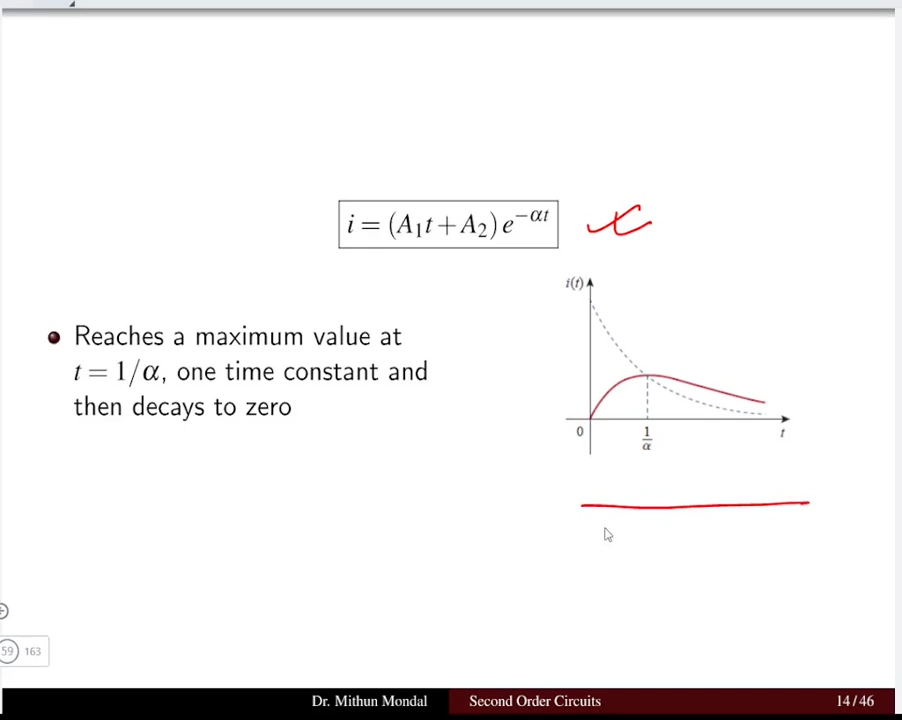 i = (A₁t + A₂) e^{−αt}
i(t)
Reaches a maximum value at
t = 1/α, one time constant and
then decays to zero
0
1/α
t
59 163
Dr. Mithun Mondal Second Order Circuits 14 / 46